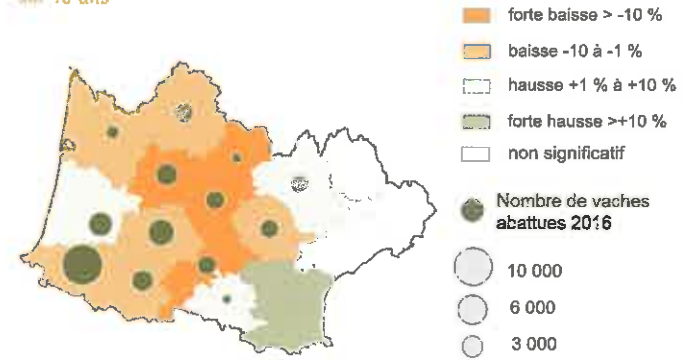 forte baisse > -10 %
baisse -10 à -1 %
hausse +1 % à +10 %
forte hausse >+10 %
non significatif
Nombre de vaches
abattues 2016
10 000
6 000
3 000